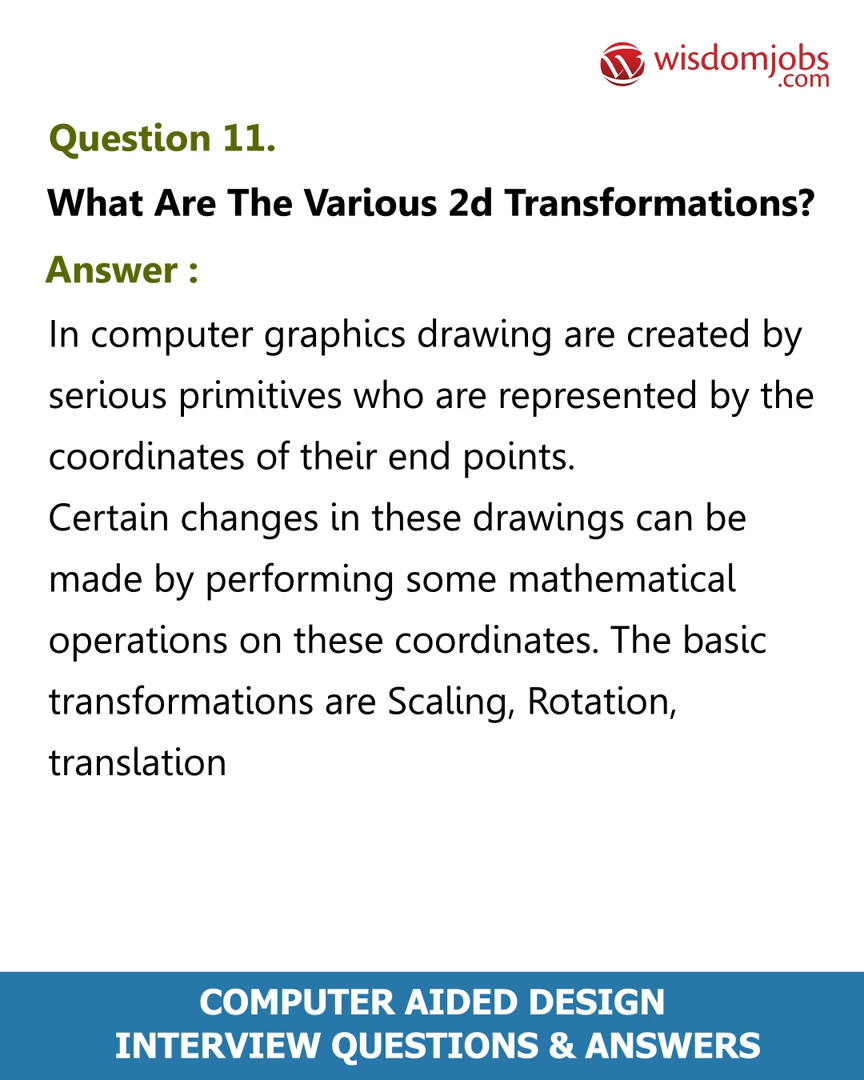 wisdomjobs
.com
Question 11.
What Are The Various 2d Transformations?
Answer :
In computer graphics drawing are created by
serious primitives who are represented by the
coordinates of their end points.
Certain changes in these drawings can be
made by performing some mathematical
operations on these coordinates. The basic
transformations are Scaling, Rotation,
translation
COMPUTER AIDED DESIGN
INTERVIEW QUESTIONS & ANSWERS